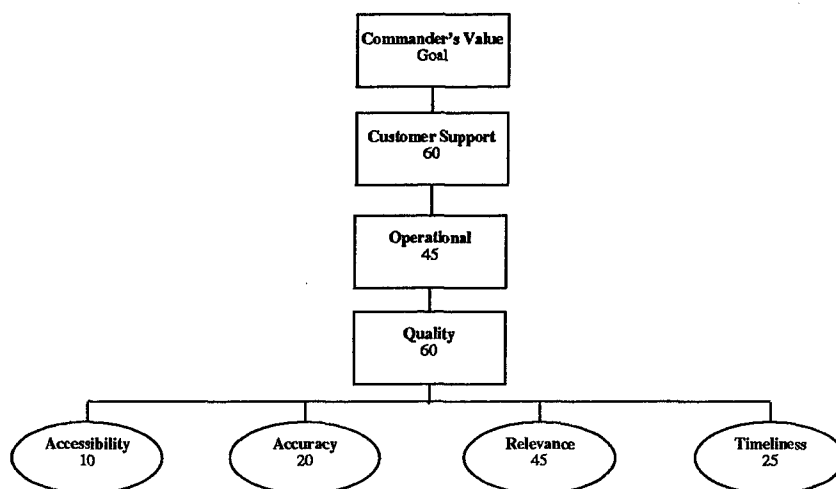 Commander's Value
Goal
Customer Support
60
Operational
45
Quality
60
Accessibility
10
Accuracy
20
Relevance
45
Timeliness
25